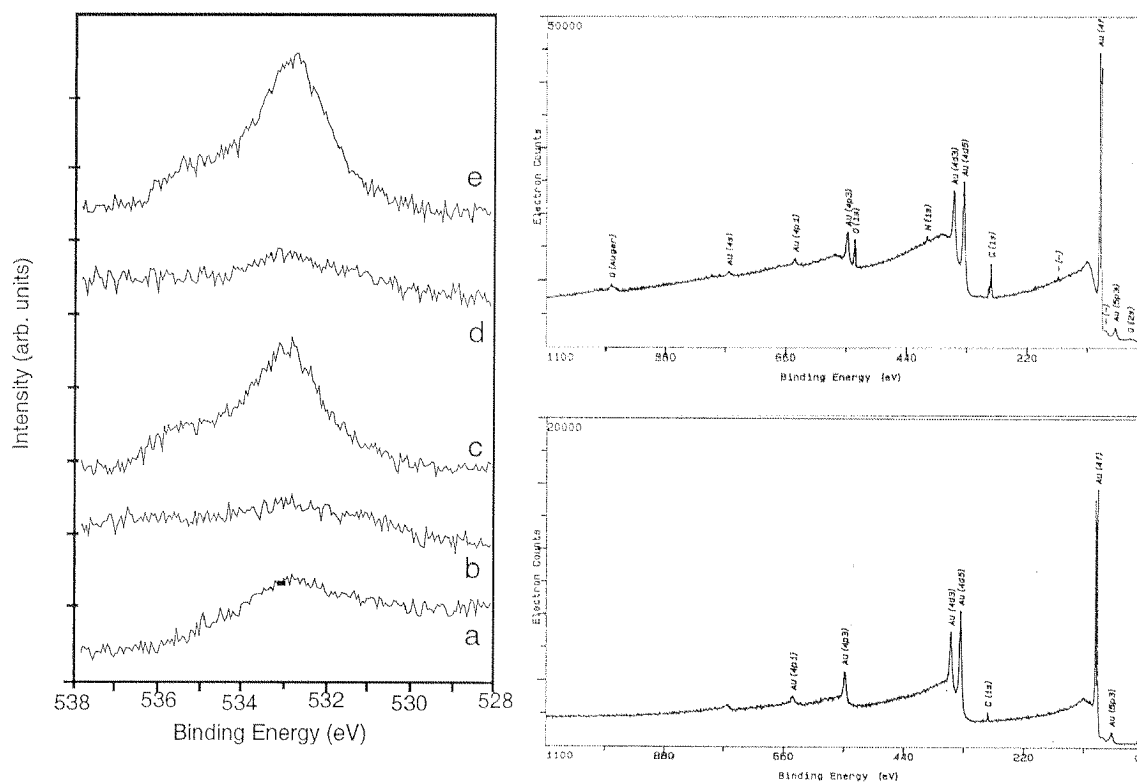 Intensity (arb. units)
e
d
c
b
a
538 536 534 532 530 528
Binding Energy (eV)
50000
Electron Counts
O (Auger)
Au (4s)
Au (4p1)
Au (4p3)
O (1s)
N (1s)
Au (4d3)
Au (4d5)
C (1s)
- (-)
Au (4f
- (-)
Au (5p3)
O (2s)
1100 880 660 440 220
Binding Energy (eV)
20000
Electron Counts
Au (4p1)
Au (4p3)
Au (4d3)
Au (4d5)
C (1s)
Au (4f)
Au (5p3)
1100 880 660 440 220
Binding Energy (eV)